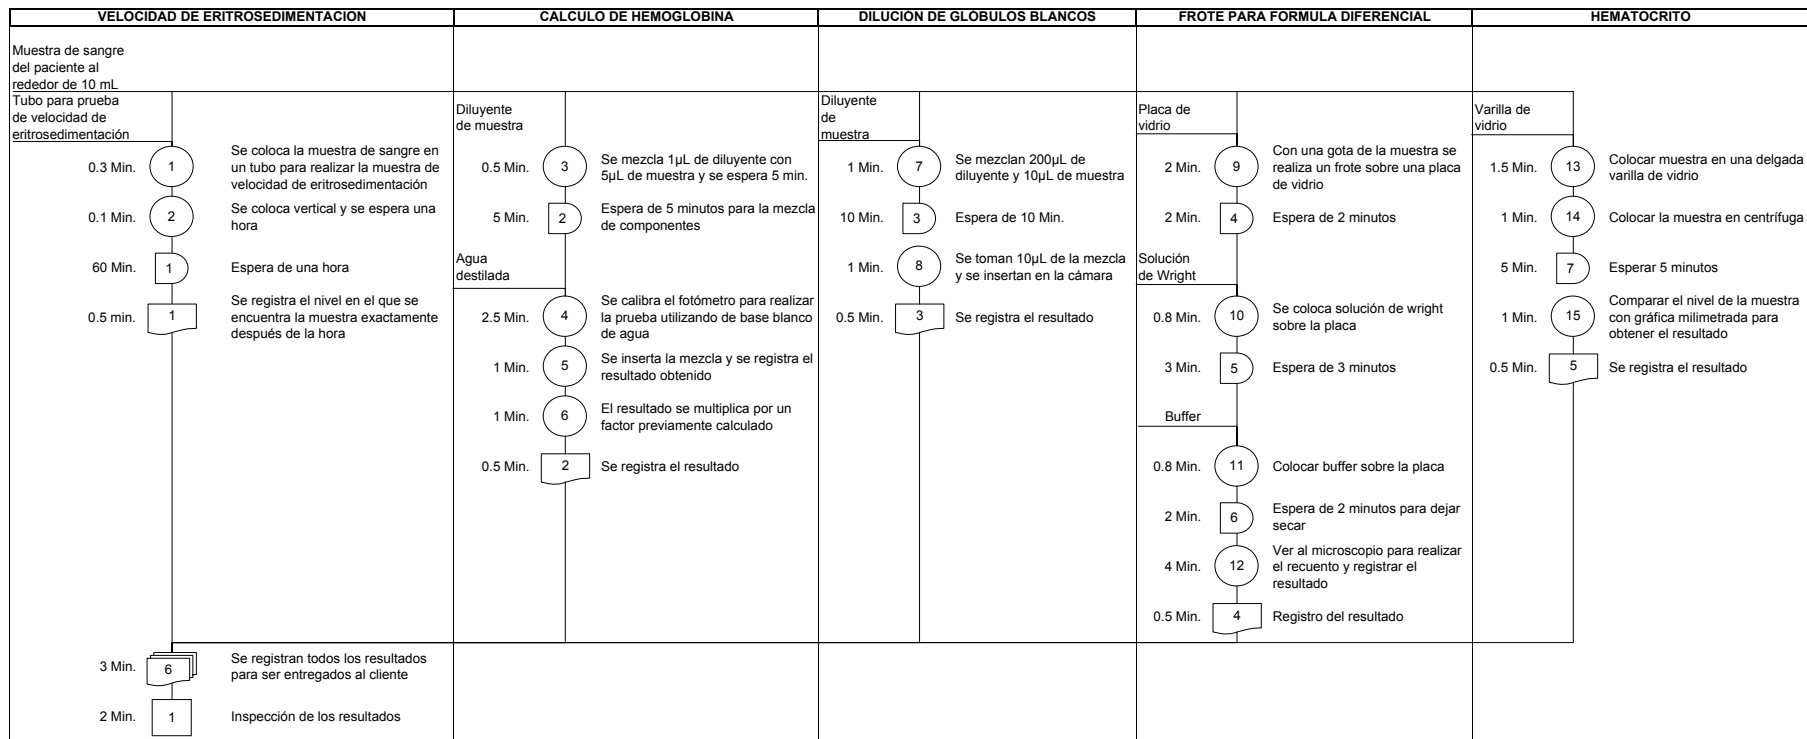 VELOCIDAD DE ERITROSEDIMENTACION
Muestra de sangre
del paciente al
rededor de 10 mL
Tubo para prueba
de velocidad de
eritrosedimentación
0.3 Min.
1
Se coloca la muestra de sangre en
un tubo para realizar la muestra de
velocidad de eritrosedimentación
0.1 Min.
2
Se coloca vertical y se espera una
hora
60 Min.
1
Espera de una hora
0.5 min.
1
Se registra el nivel en el que se
encuentra la muestra exactamente
después de la hora
3 Min.
6
Se registran todos los resultados
para ser entregados al cliente
2 Min.
1
Inspección de los resultados
CALCULO DE HEMOGLOBINA
Diluyente
de muestra
0.5 Min.
3
Se mezcla 1µL de diluyente con
5µL de muestra y se espera 5 min.
5 Min.
2
Espera de 5 minutos para la mezcla
de componentes
Agua
destilada
2.5 Min.
4
Se calibra el fotómetro para realizar
la prueba utilizando de base blanco
de agua
1 Min.
5
Se inserta la mezcla y se registra el
resultado obtenido
1 Min.
6
El resultado se multiplica por un
factor previamente calculado
0.5 Min.
2
Se registra el resultado
DILUCIÓN DE GLÓBULOS BLANCOS
Diluyente
de
muestra
1 Min.
7
Se mezclan 200µL de
diluyente y 10µL de muestra
10 Min.
3
Espera de 10 Min.
1 Min.
8
Se toman 10µL de la mezcla
y se insertan en la cámara
0.5 Min.
3
Se registra el resultado
FROTE PARA FORMULA DIFERENCIAL
Placa de
vidrio
2 Min.
9
Con una gota de la muestra se
realiza un frote sobre una placa
de vidrio
2 Min.
4
Espera de 2 minutos
Solución
de Wright
0.8 Min.
10
Se coloca solución de wright
sobre la placa
3 Min.
5
Espera de 3 minutos
Buffer
0.8 Min.
11
Colocar buffer sobre la placa
2 Min.
6
Espera de 2 minutos para dejar
secar
4 Min.
12
Ver al microscopio para realizar
el recuento y registrar el
resultado
0.5 Min.
4
Registro del resultado
HEMATOCRITO
Varilla de
vidrio
1.5 Min.
13
Colocar muestra en una delgada
varilla de vidrio
1 Min.
14
Colocar la muestra en centrífuga
5 Min.
7
Esperar 5 minutos
1 Min.
15
Comparar el nivel de la muestra
con gráfica milimetrada para
obtener el resultado
0.5 Min.
5
Se registra el resultado